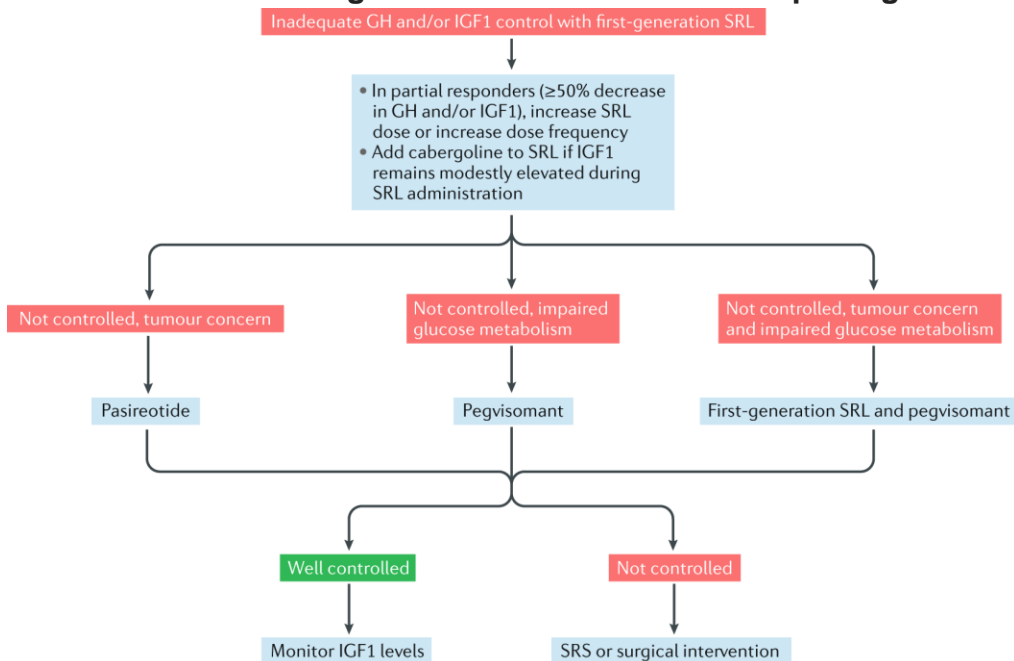 Inadequate GH and/or IGF1 control with first-generation SRL
• In partial responders (≥50% decrease
in GH and/or IGF1), increase SRL
dose or increase dose frequency
• Add cabergoline to SRL if IGF1
remains modestly elevated during
SRL administration
Not controlled, tumour concern
Not controlled, impaired
glucose metabolism
Not controlled, tumour concern
and impaired glucose metabolism
Pasireotide
Pegvisomant
First-generation SRL and pegvisomant
Well controlled
Not controlled
Monitor IGF1 levels
SRS or surgical intervention